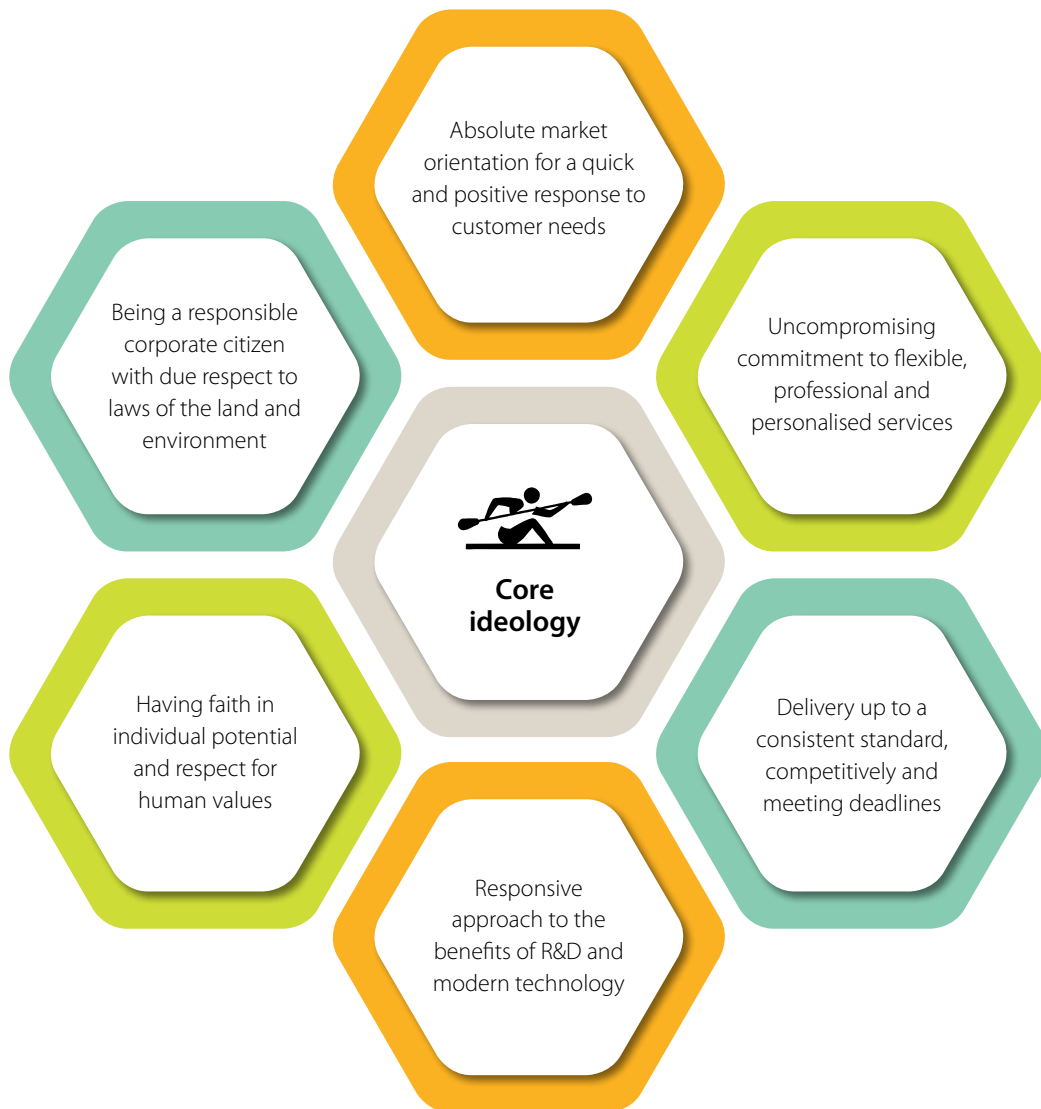 Absolute market
orientation for a quick
and positive response to
customer needs
Being a responsible
corporate citizen
with due respect to
laws of the land and
environment
Uncompromising
commitment to flexible,
professional and
personalised services
Core
ideology
Having faith in
individual potential
and respect for
human values
Delivery up to a
consistent standard,
competitively and
meeting deadlines
Responsive
approach to the
benefits of R&D and
modern technology